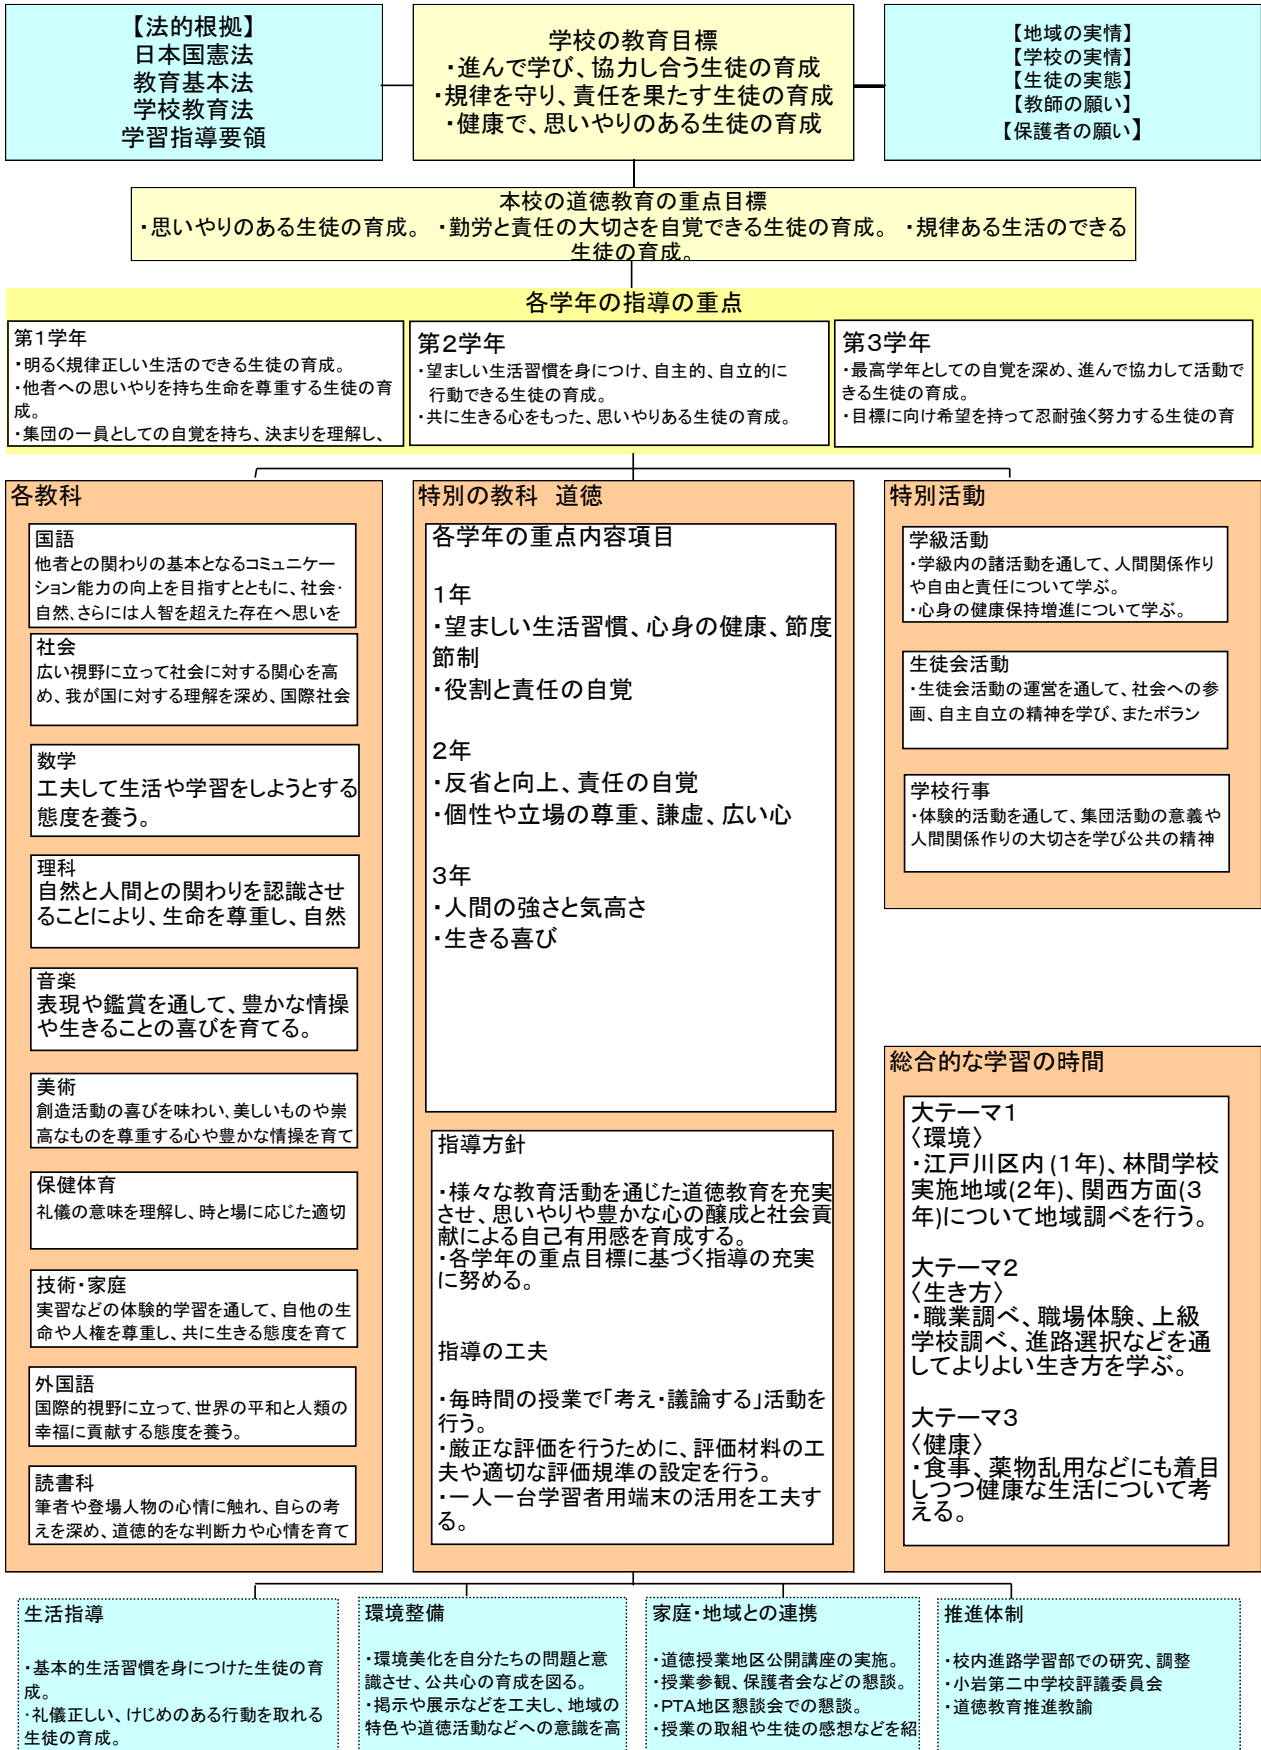 【法的根拠】
日本国憲法
教育基本法
学校教育法
学習指導要領
学校の教育目標
・進んで学び、協力し合う生徒の育成
・規律を守り、責任を果たす生徒の育成
・健康で、思いやりのある生徒の育成
【地域の実情】
【学校の実情】
【生徒の実態】
【教師の願い】
【保護者の願い】
本校の道徳教育の重点目標
・思いやりのある生徒の育成。 ・勤労と責任の大切さを自覚できる生徒の育成。 ・規律ある生活のできる
生徒の育成。
各学年の指導の重点
第１学年
・明るく規律正しい生活のできる生徒の育成。
・他者への思いやりを持ち生命を尊重する生徒の育
成。
・集団の一員としての自覚を持ち、決まりを理解し、
第２学年
・望ましい生活習慣を身につけ、自主的、自立的に
行動できる生徒の育成。
・共に生きる心をもった、思いやりある生徒の育成。
第３学年
・最高学年としての自覚を深め、進んで協力して活動で
きる生徒の育成。
・目標に向け希望を持って忍耐強く努力する生徒の育
各教科
国語
他者との関わりの基本となるコミュニケー
ション能力の向上を目指すとともに、社会・
自然、さらには人智を超えた存在へ思いを
社会
広い視野に立って社会に対する関心を高
め、我が国に対する理解を深め、国際社会
数学
工夫して生活や学習をしようとする
態度を養う。
理科
自然と人間との関わりを認識させ
ることにより、生命を尊重し、自然
音楽
表現や鑑賞を通して、豊かな情操
や生きることの喜びを育てる。
美術
創造活動の喜びを味わい、美しいものや崇
高なものを尊重する心や豊かな情操を育て
保健体育
礼儀の意味を理解し、時と場に応じた適切
技術・家庭
実習などの体験的学習を通して、自他の生
命や人権を尊重し、共に生きる態度を育て
外国語
国際的視野に立って、世界の平和と人類の
幸福に貢献する態度を養う。
読書科
筆者や登場人物の心情に触れ、自らの考
えを深め、道徳的をな判断力や心情を育て
特別の教科 道徳
各学年の重点内容項目
１年
・望ましい生活習慣、心身の健康、節度
節制
・役割と責任の自覚
２年
・反省と向上、責任の自覚
・個性や立場の尊重、謙虚、広い心
３年
・人間の強さと気高さ
・生きる喜び
指導方針
・様々な教育活動を通じた道徳教育を充実
させ、思いやりや豊かな心の醸成と社会貢
献による自己有用感を育成する。
・各学年の重点目標に基づく指導の充実
に努める。
指導の工夫
・毎時間の授業で「考え・議論する」活動を
行う。
・厳正な評価を行うために、評価材料の工
夫や適切な評価規準の設定を行う。
・一人一台学習者用端末の活用を工夫す
る。
特別活動
学級活動
・学級内の諸活動を通して、人間関係作り
や自由と責任について学ぶ。
・心身の健康保持増進について学ぶ。
生徒会活動
・生徒会活動の運営を通して、社会への参
画、自主自立の精神を学び、またボラン
学校行事
・体験的活動を通して、集団活動の意義や
人間関係作りの大切さを学び公共の精神
総合的な学習の時間
大テーマ１
〈環境〉
・江戸川区内(１年)、林間学校
実施地域(２年)、関西方面(３
年)について地域調べを行う。
大テーマ２
〈生き方〉
・職業調べ、職場体験、上級
学校調べ、進路選択などを通
してよりよい生き方を学ぶ。
大テーマ３
〈健康〉
・食事、薬物乱用などにも着目
しつつ健康な生活について考
える。
生活指導
・基本的生活習慣を身につけた生徒の育
成。
・礼儀正しい、けじめのある行動を取れる
生徒の育成。
環境整備
・環境美化を自分たちの問題と意
識させ、公共心の育成を図る。
・掲示や展示などを工夫し、地域の
特色や道徳活動などへの意識を高
家庭・地域との連携
・道徳授業地区公開講座の実施。
・授業参観、保護者会などの懇談。
・PTA地区懇談会での懇談。
・授業の取組や生徒の感想などを紹
推進体制
・校内進路学習部での研究、調整
・小岩第二中学校評議委員会
・道徳教育推進教諭